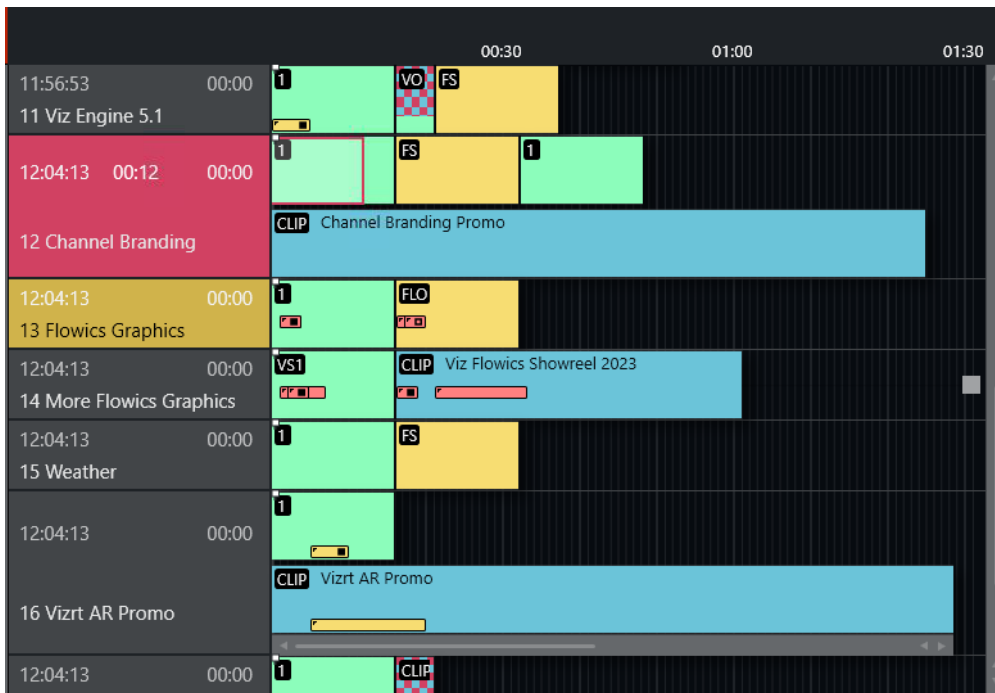 00:30 01:00 01:30
11:56:53 00:00 1 VO FS
11 Viz Engine 5.1
12:04:13 00:12 00:00 1 FS 1
CLIP Channel Branding Promo
12 Channel Branding
12:04:13 00:00 1 FLO
13 Flowics Graphics
12:04:13 00:00 VS1 CLIP Viz Flowics Showreel 2023
14 More Flowics Graphics
12:04:13 00:00 1 FS
15 Weather
1
12:04:13 00:00
CLIP Vizrt AR Promo
16 Vizrt AR Promo
12:04:13 00:00 1 CLIP